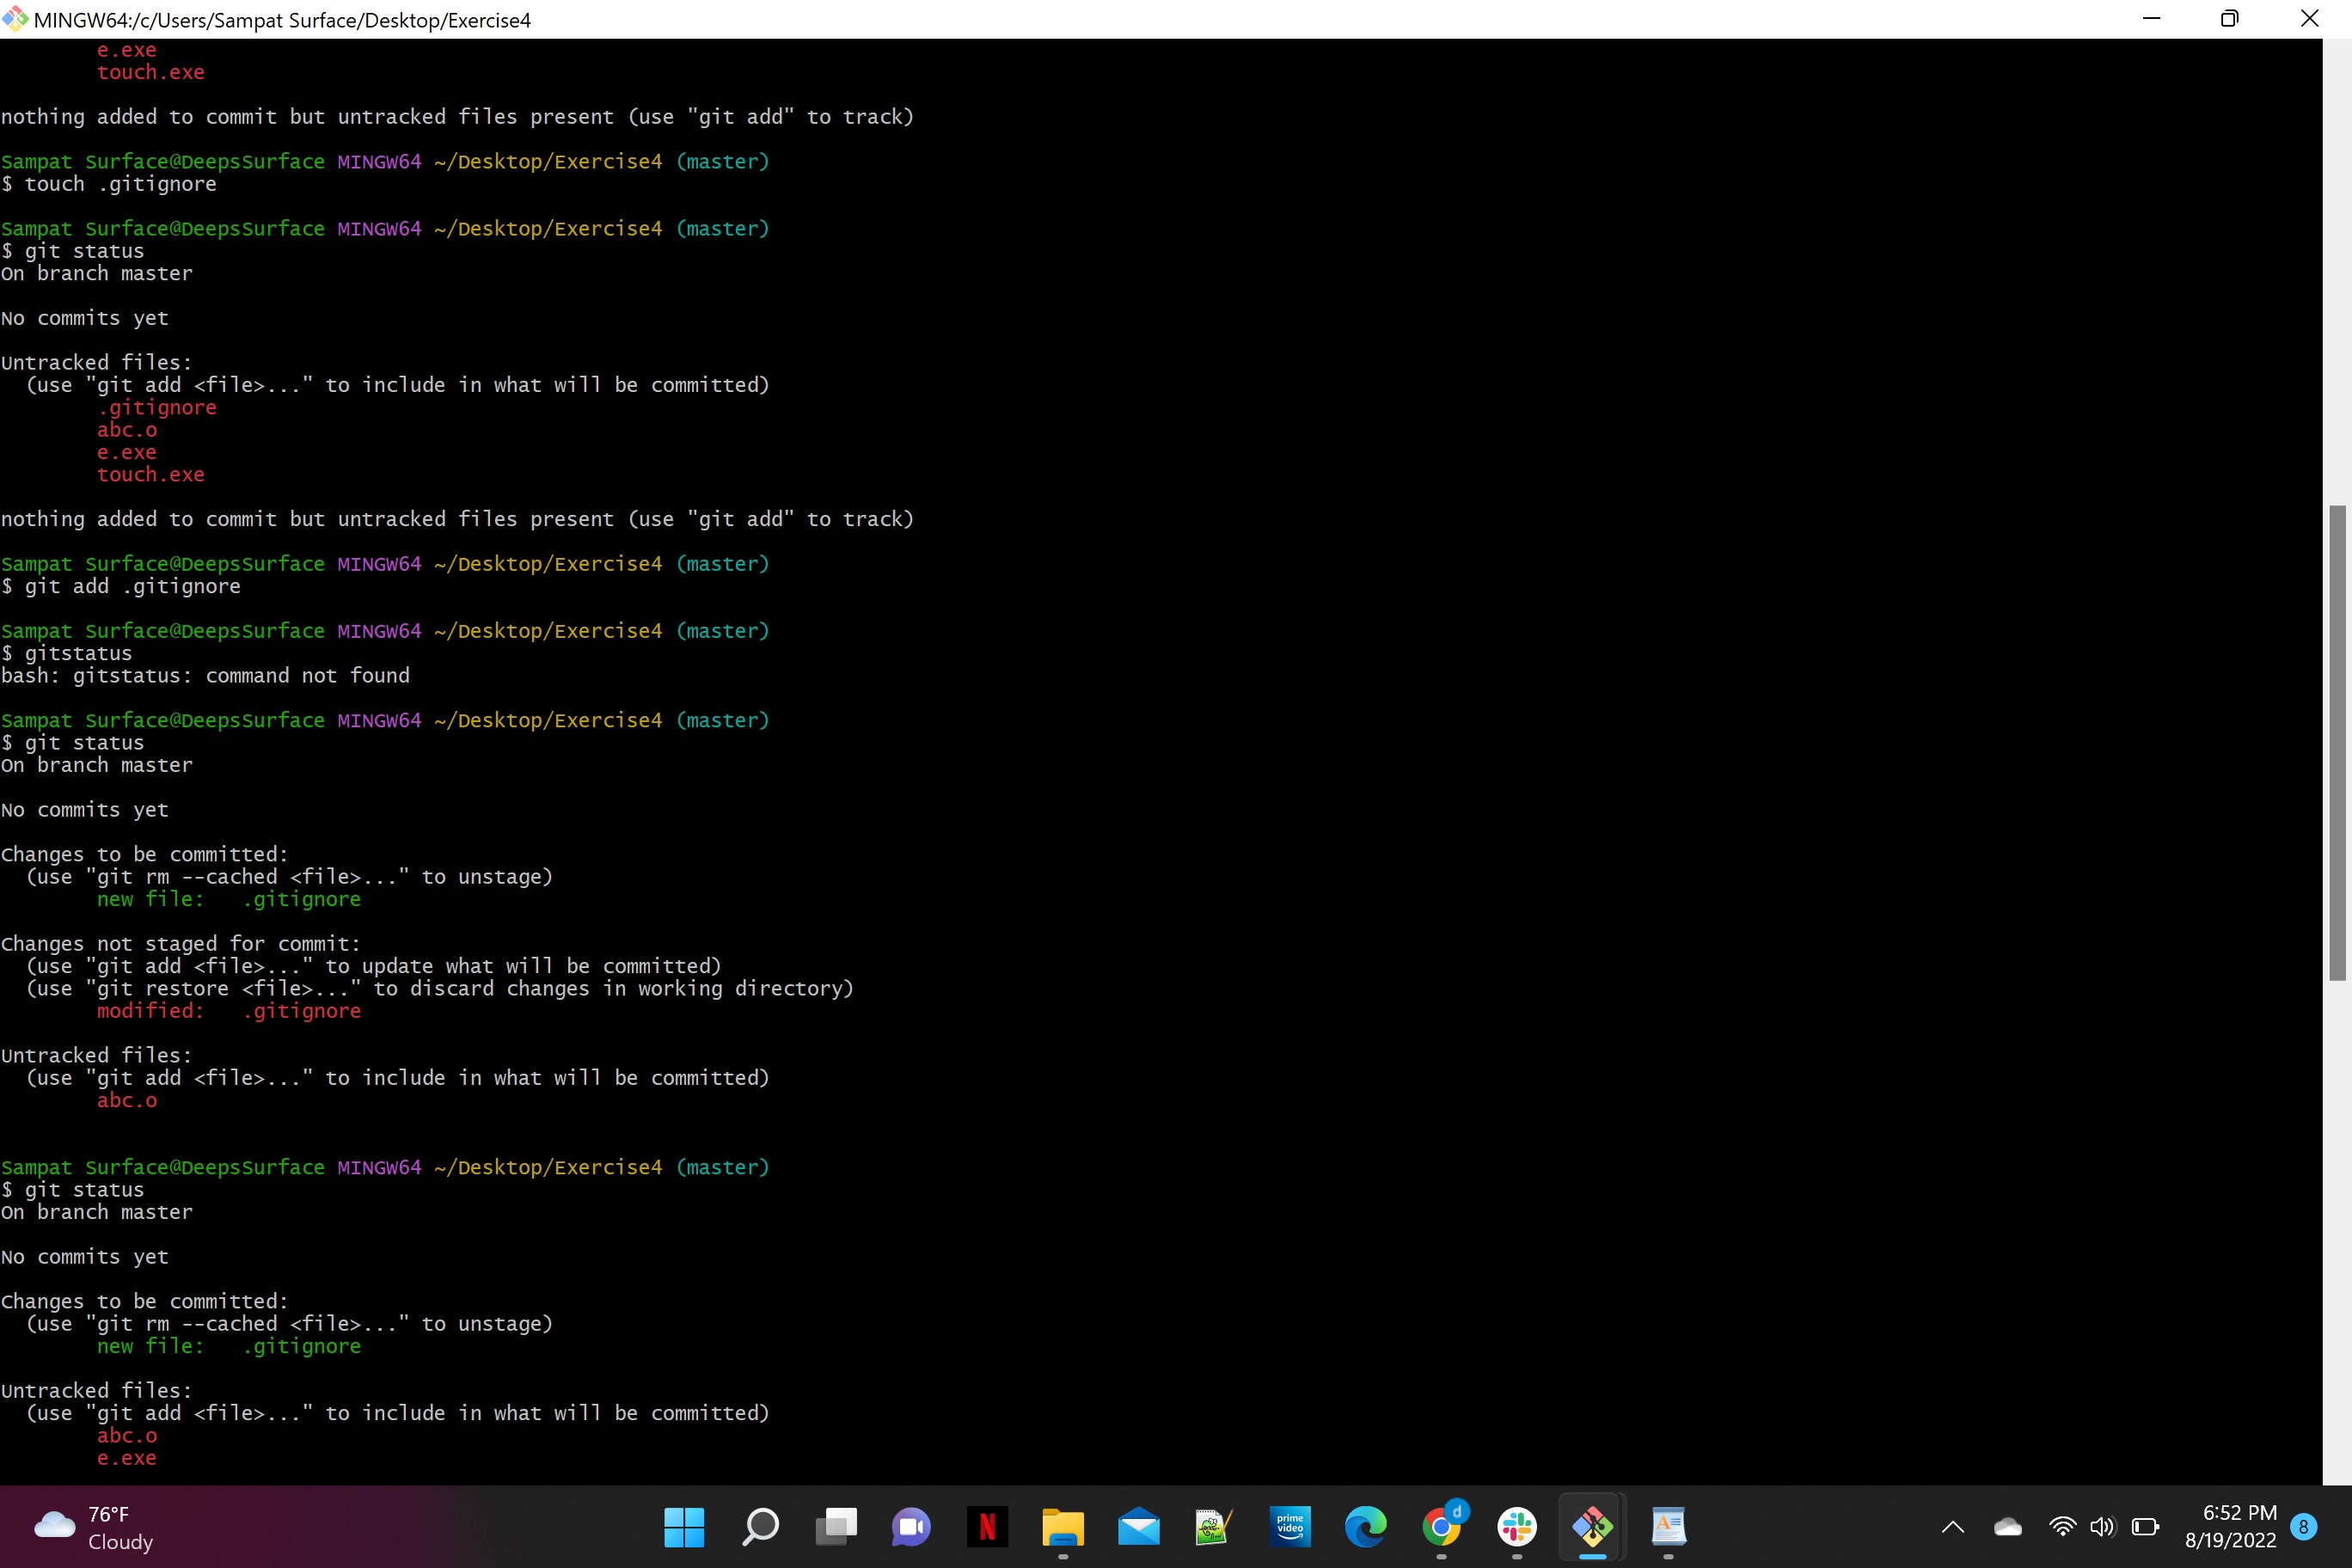 MINGW64:/c/Users/Sampat Surface/Desktop/Exercise4
e.exe
touch.exe
nothing added to commit but untracked files present (use "git add" to track)
Sampat Surface@DeepsSurface MINGW64 ~/Desktop/Exercise4 (master)
$ touch .gitignore
Sampat Surface@DeepsSurface MINGW64 ~/Desktop/Exercise4 (master)
$ git status
On branch master
No commits yet
Untracked files:
(use "git add <file>..." to include in what will be committed)
.gitignore
abc.o
e.exe
touch.exe
nothing added to commit but untracked files present (use "git add" to track)
Sampat Surface@DeepsSurface MINGW64 ~/Desktop/Exercise4 (master)
$ git add .gitignore
Sampat Surface@DeepsSurface MINGW64 ~/Desktop/Exercise4 (master)
$ gitstatus
bash: gitstatus: command not found
Sampat Surface@DeepsSurface MINGW64 ~/Desktop/Exercise4 (master)
$ git status
On branch master
No commits yet
Changes to be committed:
(use "git rm --cached <file>..." to unstage)
new file:   .gitignore
Changes not staged for commit:
(use "git add <file>..." to update what will be committed)
(use "git restore <file>..." to discard changes in working directory)
modified:   .gitignore
Untracked files:
(use "git add <file>..." to include in what will be committed)
abc.o
Sampat Surface@DeepsSurface MINGW64 ~/Desktop/Exercise4 (master)
$ git status
On branch master
No commits yet
Changes to be committed:
(use "git rm --cached <file>..." to unstage)
new file:   .gitignore
Untracked files:
(use "git add <file>..." to include in what will be committed)
abc.o
e.exe
76°F
Cloudy
N
prime
video
d
A
6:52 PM
8/19/2022
8